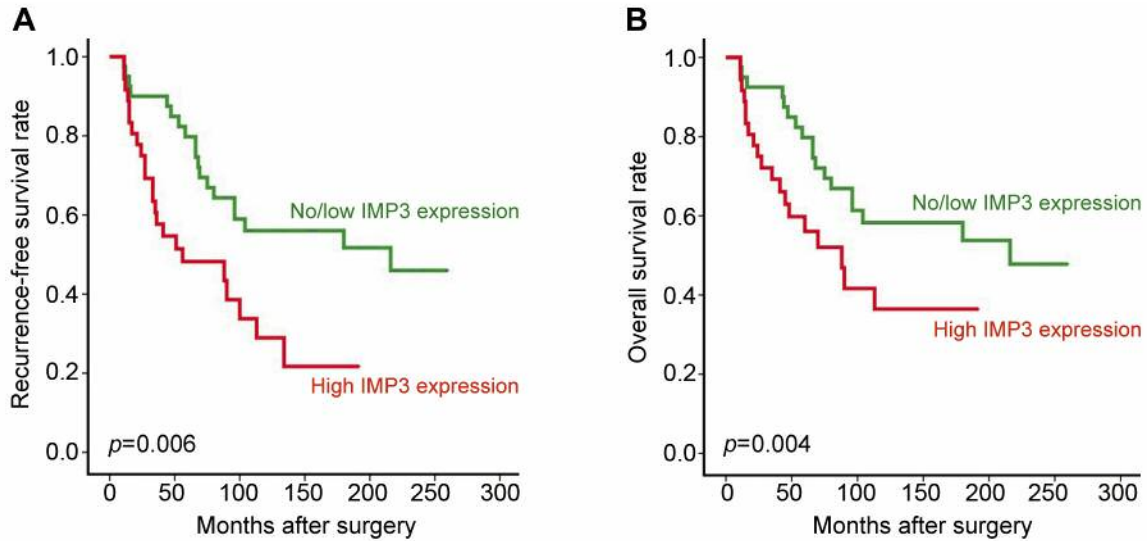 A
Recurrence-free survival rate
1.0
0.8
0.6
0.4
0.2
0.0
No/low IMP3 expression
High IMP3 expression
p=0.006
0 50 100 150 200 250 300
Months after surgery
B
Overall survival rate
1.0
0.8
0.6
0.4
0.2
0.0
No/low IMP3 expression
High IMP3 expression
p=0.004
0 50 100 150 200 250 300
Months after surgery